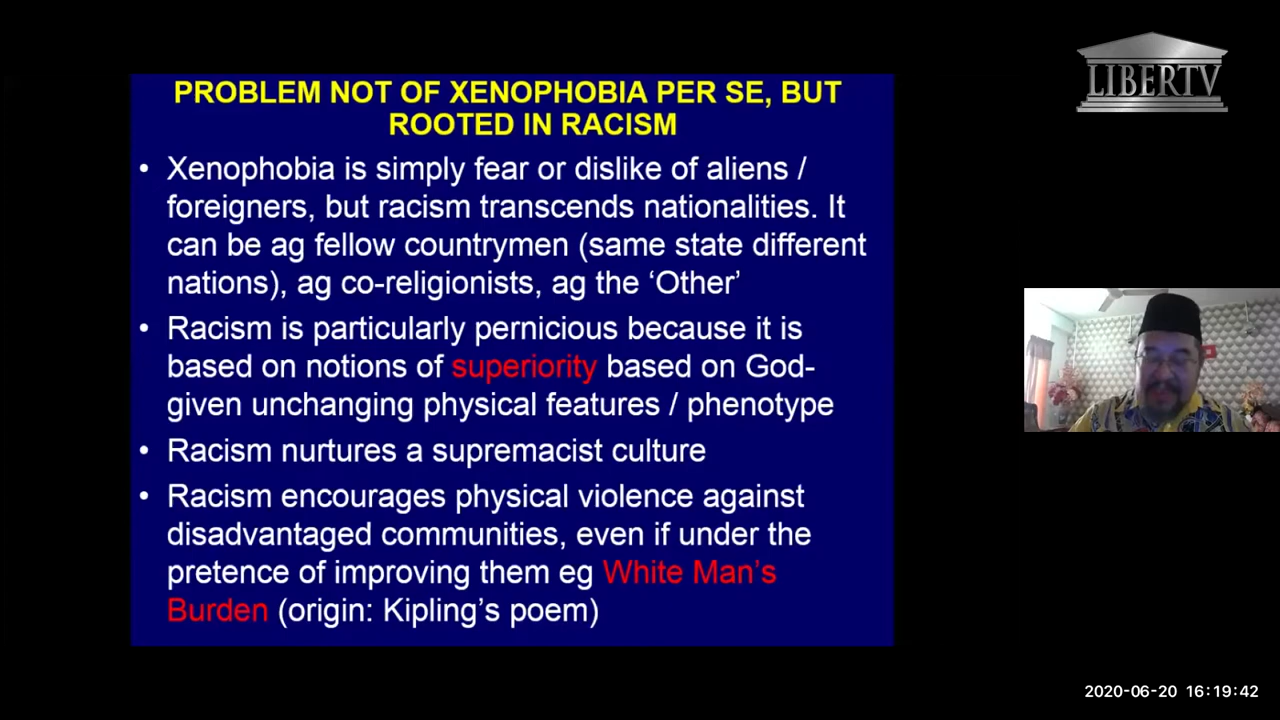 LIBERTV
PROBLEM NOT OF XENOPHOBIA PER SE, BUT
ROOTED IN RACISM
• Xenophobia is simply fear or dislike of aliens /
foreigners, but racism transcends nationalities. It
can be ag fellow countrymen (same state different
nations), ag co-religionists, ag the ‘Other’
• Racism is particularly pernicious because it is
based on notions of superiority based on God-
given unchanging physical features / phenotype
• Racism nurtures a supremacist culture
• Racism encourages physical violence against
disadvantaged communities, even if under the
pretence of improving them eg White Man’s
Burden (origin: Kipling’s poem)
2020-06-20 16:19:42